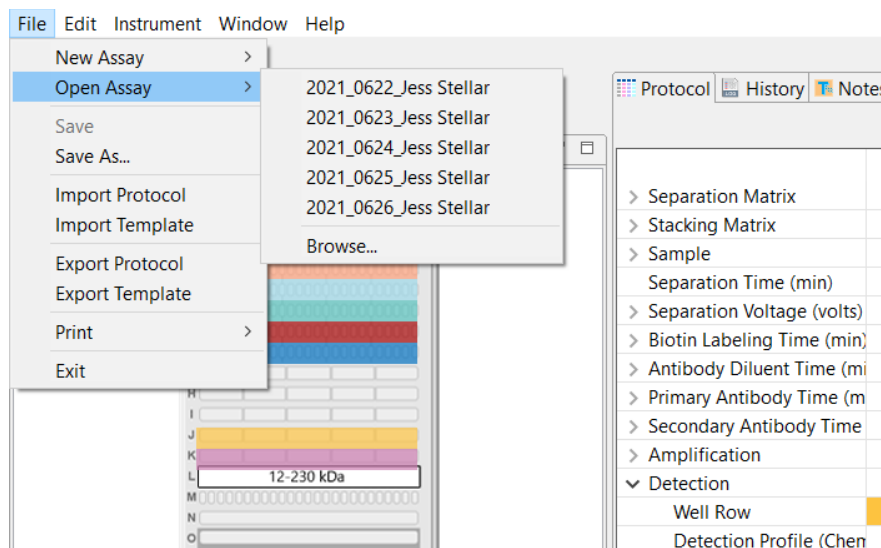 File Edit Instrument Window Help
New Assay
Open Assay
Save
Save As...
Import Protocol
Import Template
Export Protocol
Export Template
Print
Exit
2021_0622_Jess Stellar
2021_0623_Jess Stellar
2021_0624_Jess Stellar
2021_0625_Jess Stellar
2021_0626_Jess Stellar
Browse...
H
I
J
K
L 12-230 kDa
M
N
O
Protocol History Notes
Separation Matrix
Stacking Matrix
Sample
Separation Time (min)
Separation Voltage (volts)
Biotin Labeling Time (min)
Antibody Diluent Time (mi
Primary Antibody Time (m
Secondary Antibody Time
Amplification
Detection
Well Row
Detection Profile (Chem